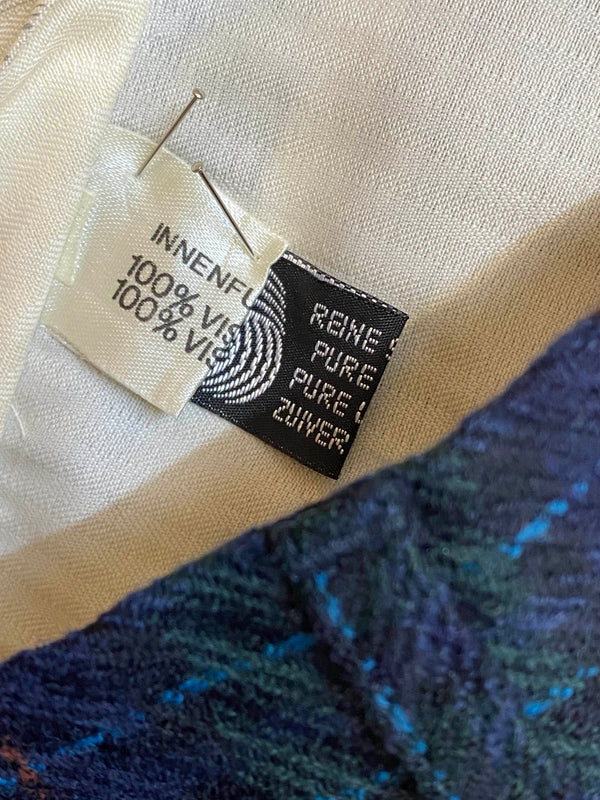 INNENFU
100% VIS
100% VIS
REINE
PURE
PURE
ZUIVER